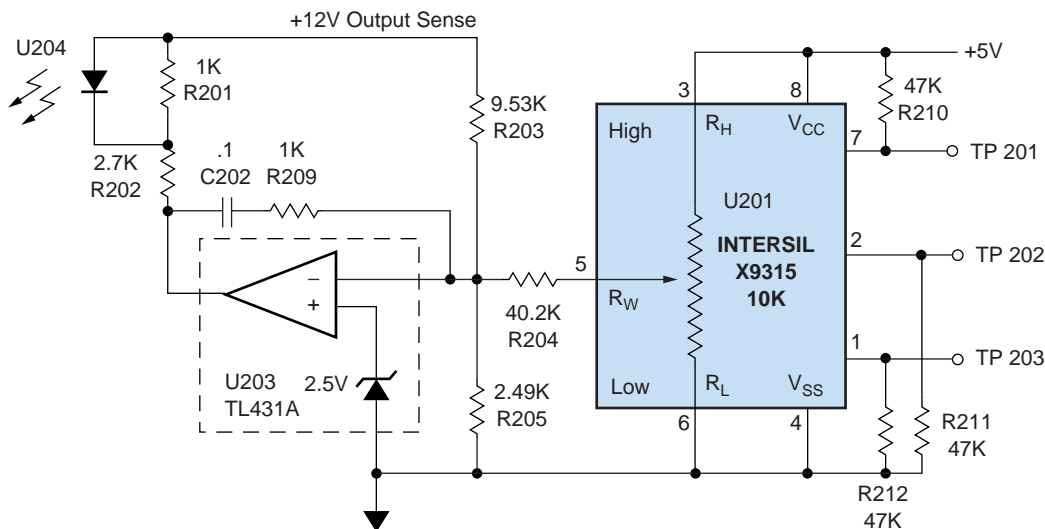 +12V Output Sense
U204
1K
R201
2.7K
R202
.1
C202
1K
R209
9.53K
R203
−
+
U203
TL431A
2.5V
40.2K
R204
2.49K
R205
3
8
5
6
4
7
2
1
High
R_H
V_CC
U201
INTERSIL
X9315
10K
R_W
Low
R_L
V_SS
+5V
47K
R210
TP 201
TP 202
TP 203
R211
47K
R212
47K